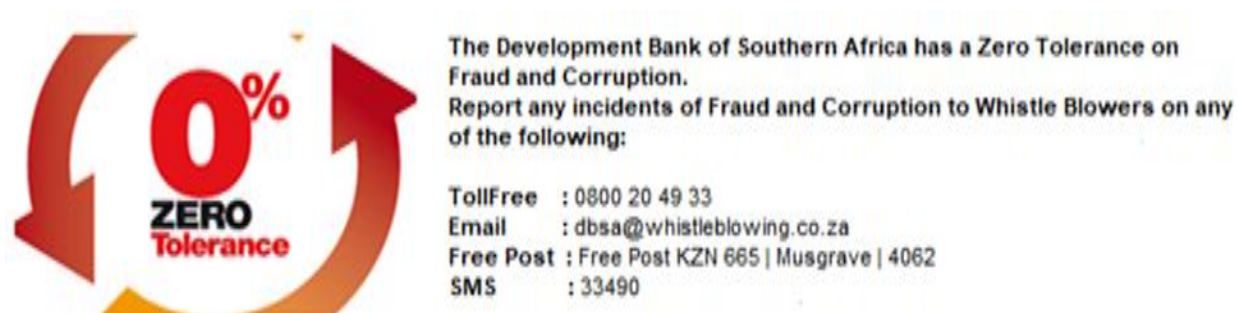 0%
ZERO
Tolerance
The Development Bank of Southern Africa has a Zero Tolerance on
Fraud and Corruption.
Report any incidents of Fraud and Corruption to Whistle Blowers on any
of the following:
TollFree : 0800 20 49 33
Email : dbsa@whistleblowing.co.za
Free Post : Free Post KZN 665 | Musgrave | 4062
SMS : 33490